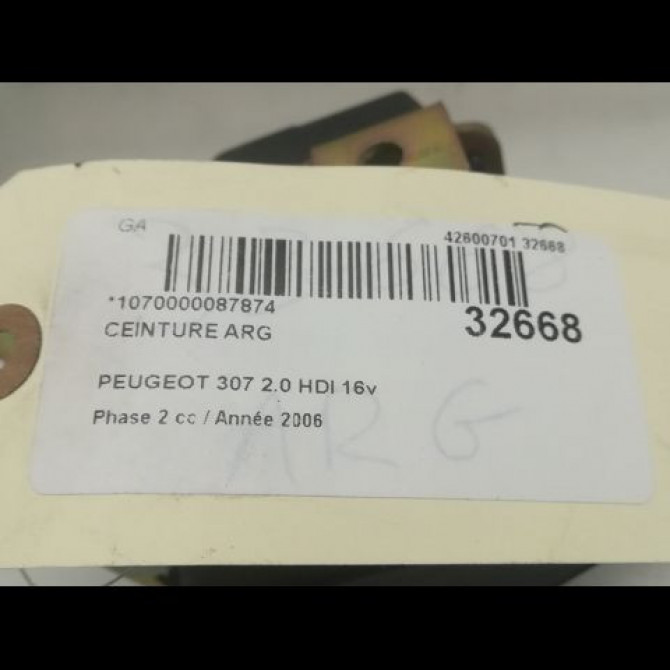 GA
42600701 32668
*1070000087874
32668
CEINTURE ARG
PEUGEOT 307 2.0 HDI 16v
Phase 2 cc / Année 2006
ARG